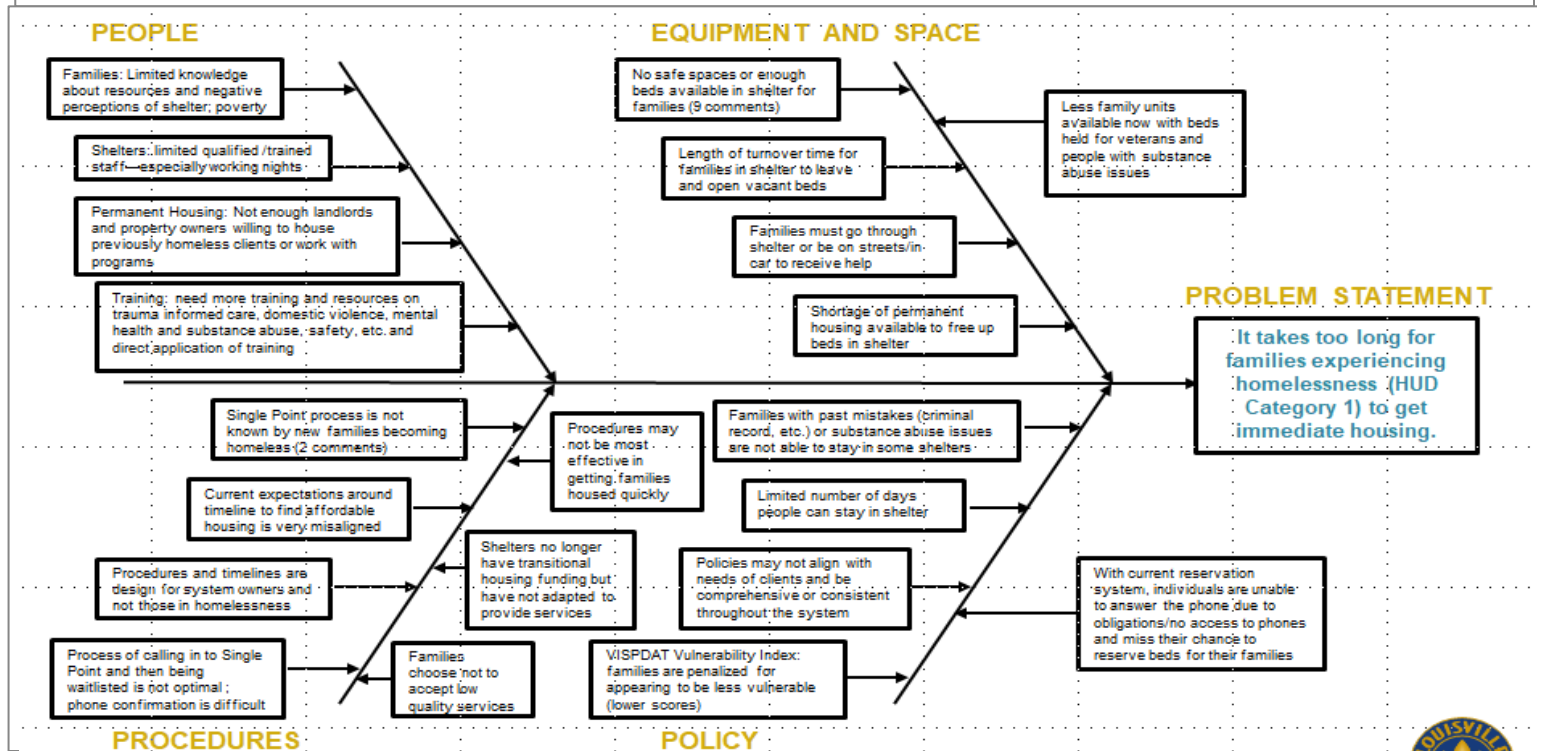 PEOPLE
Families: Limited knowledge
about resources and negative
perceptions of shelter; poverty
Shelters: limited qualified /trained
staff—especially working nights
Permanent Housing: Not enough landlords
and property owners willing to house
previously homeless clients or work with
programs
Training: need more training and resources on
trauma informed care, domestic violence, mental
health and substance abuse, safety, etc. and
direct application of training
EQUIPMENT AND SPACE
No safe spaces or enough
beds available in shelter for
families (9 comments)
Less family units
available now with beds
held for veterans and
people with substance
abuse issues
Length of turnover time for
families in shelter to leave
and open vacant beds
Families must go through
shelter or be on streets/in
car to receive help
Shortage of permanent
housing available to free up
beds in shelter
PROBLEM STATEMENT
It takes too long for
families experiencing
homelessness (HUD
Category 1) to get
immediate housing.
Single Point process is not
known by new families becoming
homeless (2 comments)
Procedures may
not be most
effective in
getting families
housed quickly
Current expectations around
timeline to find affordable
housing is very misaligned
Shelters no longer
have transitional
housing funding but
have not adapted to
provide services
Procedures and timelines are
design for system owners and
not those in homelessness
Process of calling in to Single
Point and then being
waitlisted is not optimal;
phone confirmation is difficult
Families
choose not to
accept low
quality services
PROCEDURES
Families with past mistakes (criminal
record, etc.) or substance abuse issues
are not able to stay in some shelters
Limited number of days
people can stay in shelter
Policies may not align with
needs of clients and be
comprehensive or consistent
throughout the system
With current reservation
system, individuals are unable
to answer the phone due to
obligations/no access to phones
and miss their chance to
reserve beds for their families
VISPDAT Vulnerability Index:
families are penalized for
appearing to be less vulnerable
(lower scores)
POLICY
LOUISVILLE